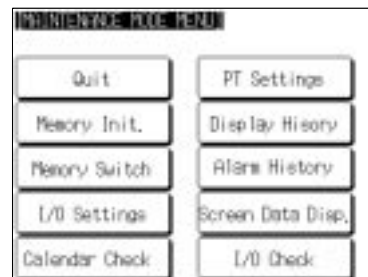 [MAINTENANCE MODE MENU]
Quit
PT Settings
Memory Init.
Display Hisory
Memory Switch
Alarm History
I/O Settings
Screen Data Disp.
Calendar Check
I/O Check